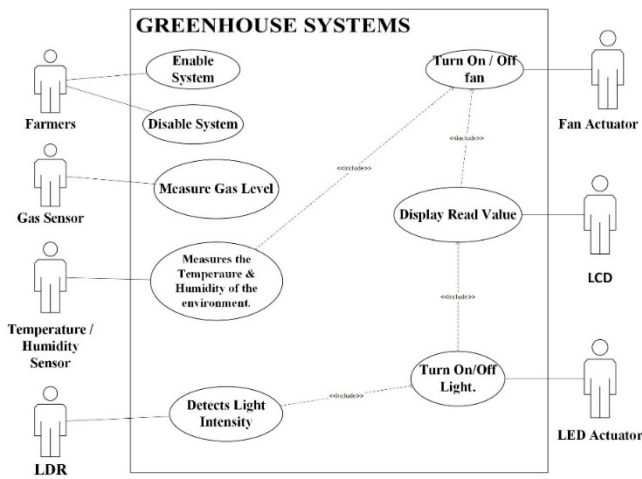 GREENHOUSE SYSTEMS
Enable
System
Farmers
Disable System
Measure Gas Level
Gas Sensor
Measures the
Temperaure &
Humidity of the
environment.
Temperature /
Humidity
Sensor
Detects Light
Intensity
LDR
Turn On / Off
fan
Fan Actuator
<<include>>
<<include>>
Display Read Value
LCD
<<include>>
Turn On/Off
Light.
<<include>>
LED Actuator